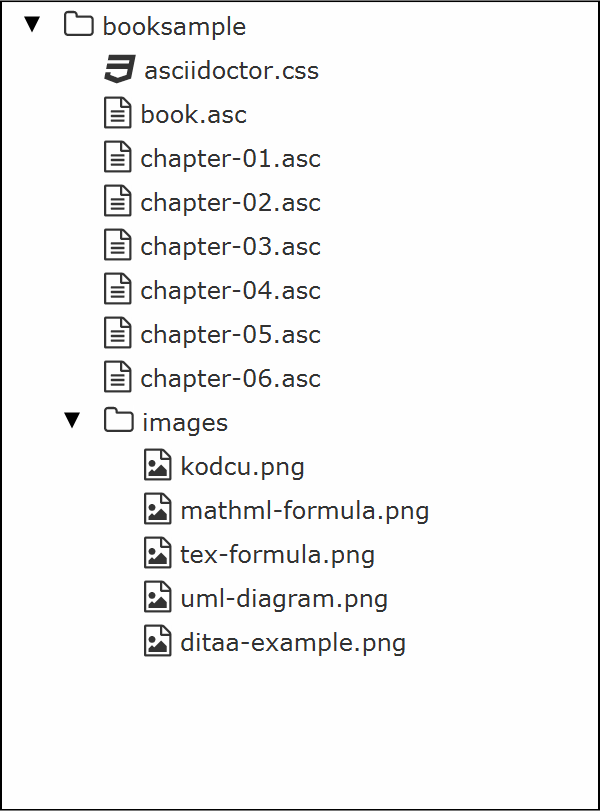 booksample
asciidoctor.css
book.asc
chapter-01.asc
chapter-02.asc
chapter-03.asc
chapter-04.asc
chapter-05.asc
chapter-06.asc
images
kodcu.png
mathml-formula.png
tex-formula.png
uml-diagram.png
ditaa-example.png